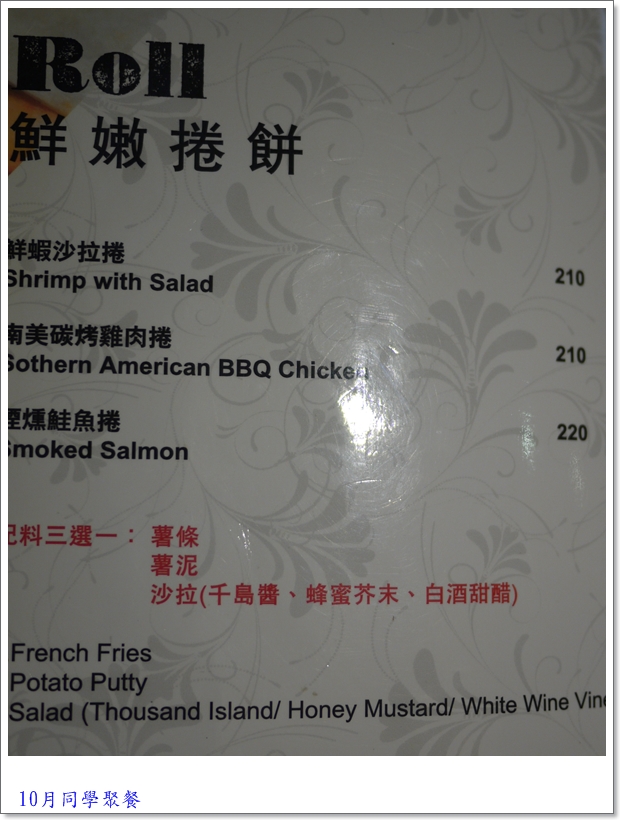 Roll
鮮嫩捲餅
鮮蝦沙拉捲
Shrimp with Salad 210
南美碳烤雞肉捲
Sothern American BBQ Chicken 210
煙燻鮭魚捲
Smoked Salmon 220
配料三選一： 薯條
薯泥
沙拉(千島醬、蜂蜜芥末、白酒甜醋)
French Fries
Potato Putty
Salad (Thousand Island/ Honey Mustard/ White Wine Vine
10月同學聚餐